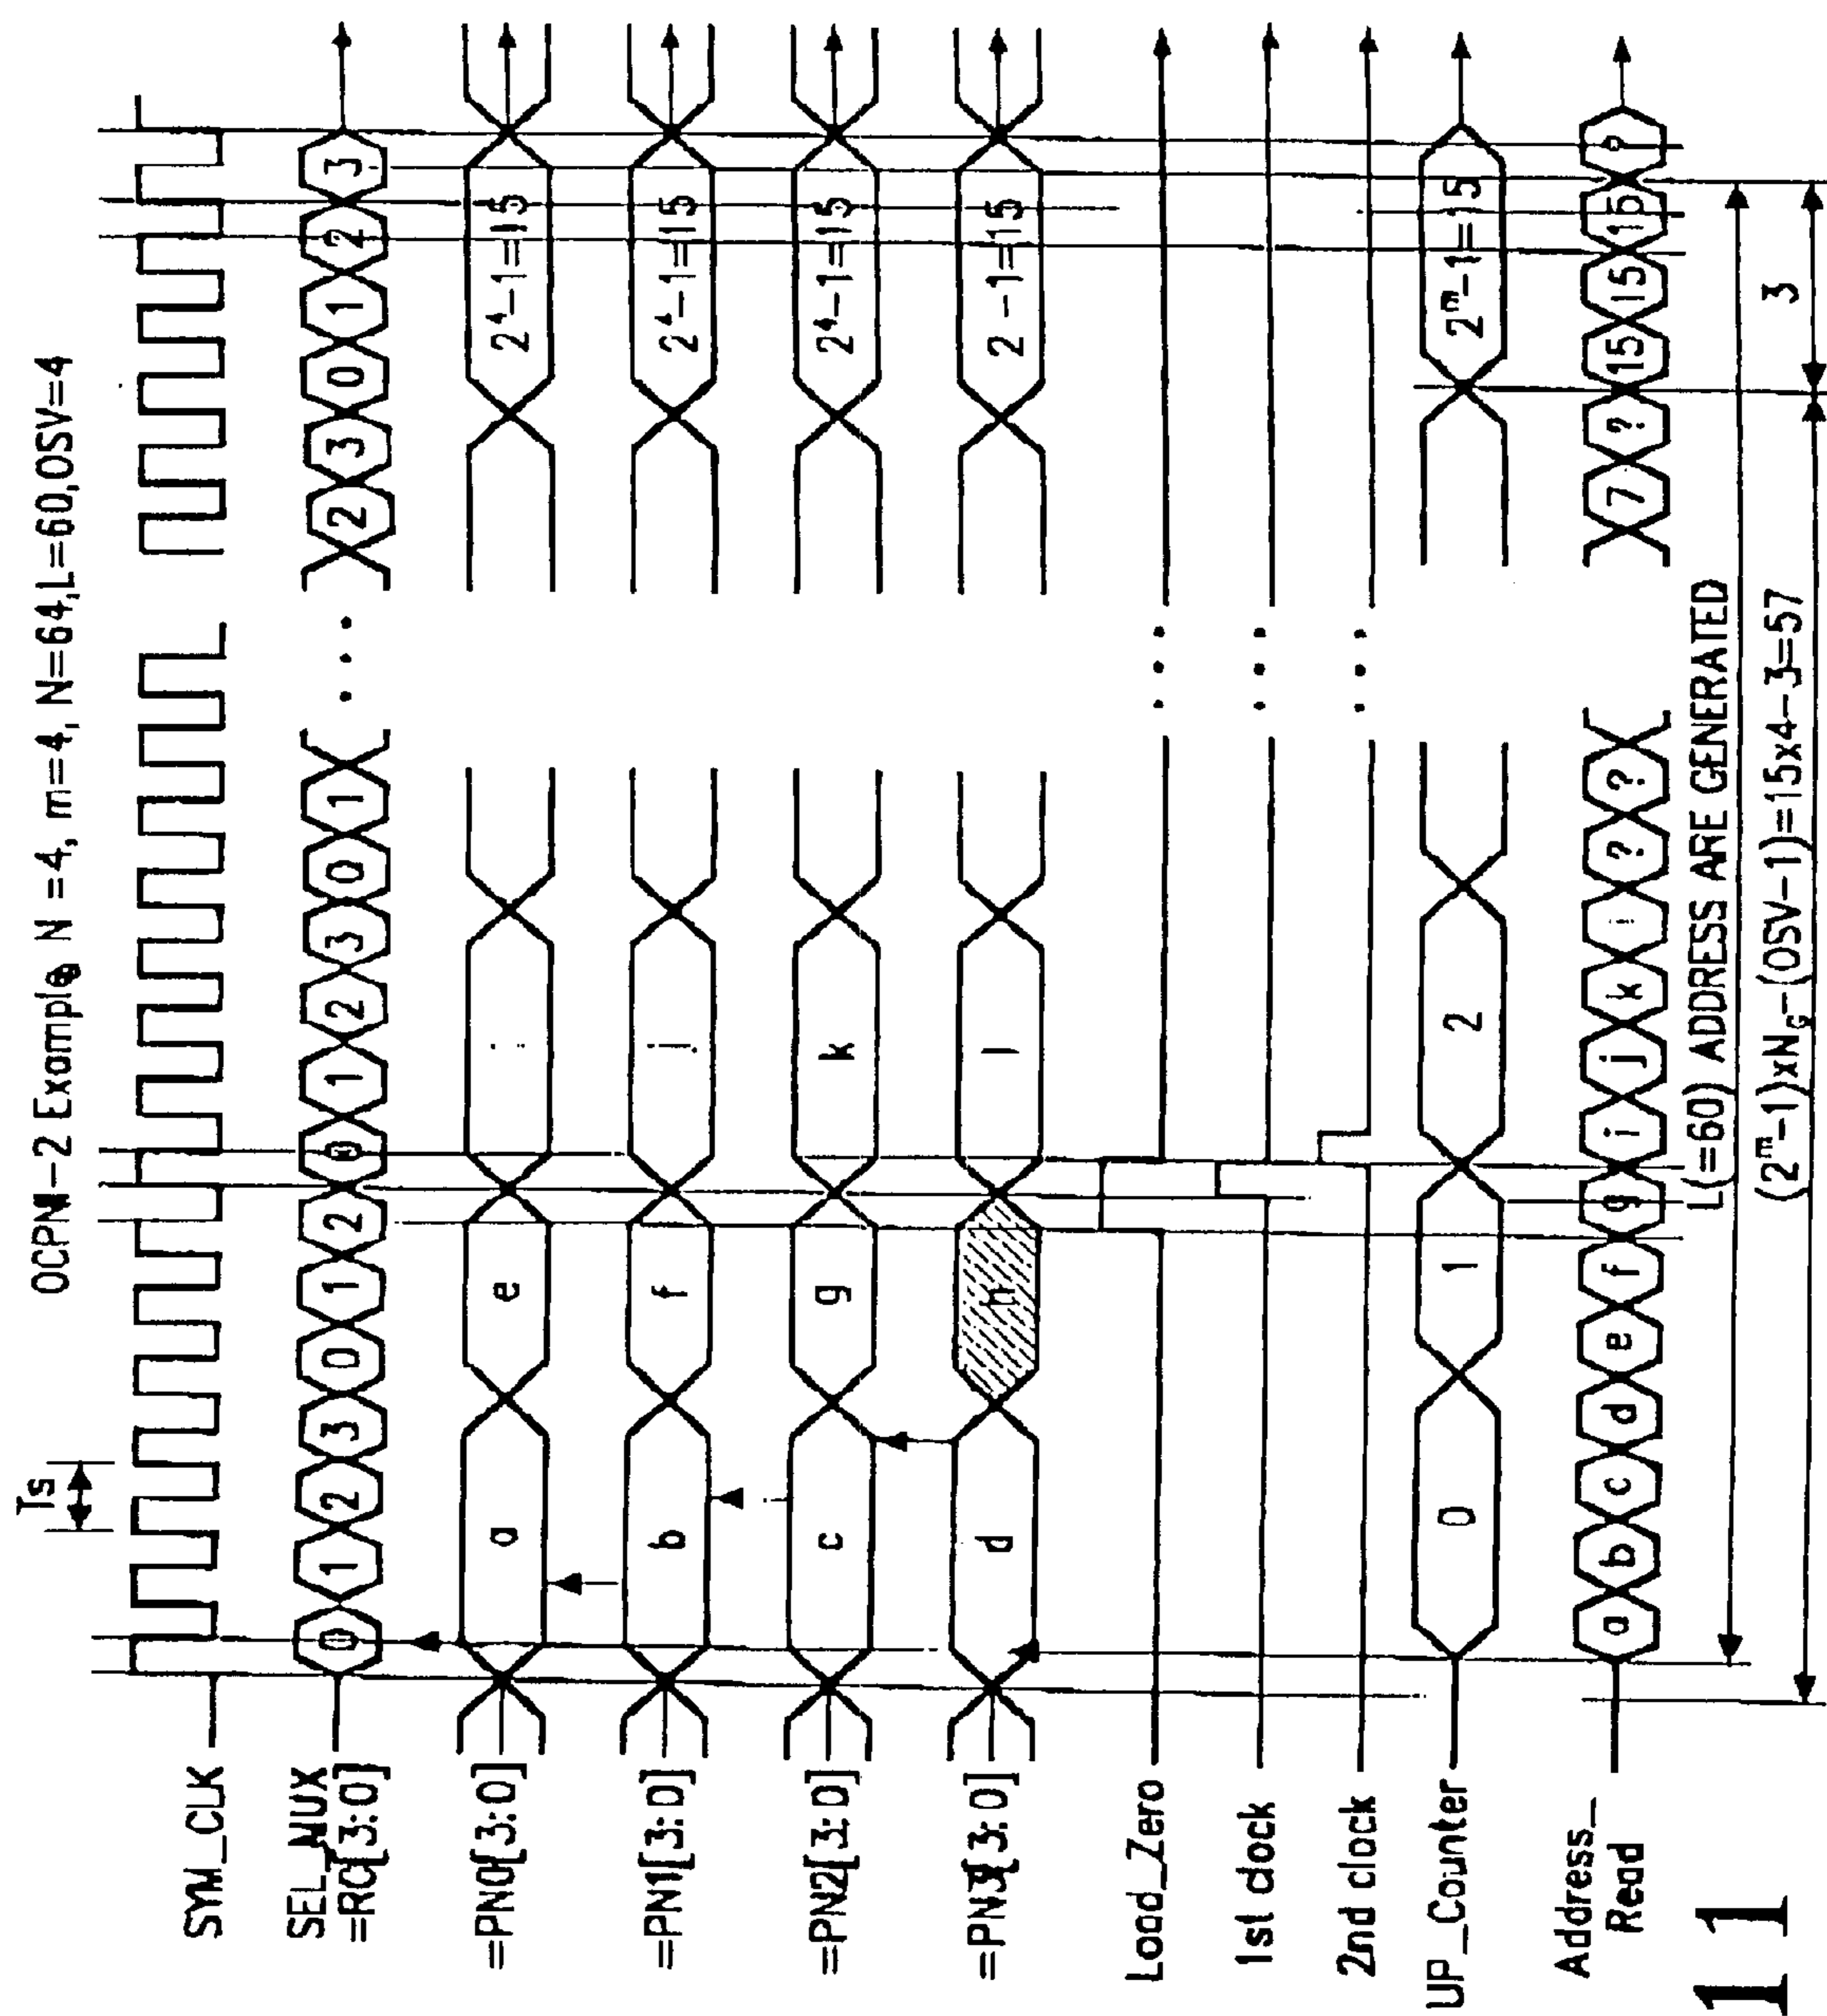 OCPN-2 Example N =4, m=4, N=64,L=60,OSV=4
Ts
SYM_CLK
SEL_MUX
=RC[3:0]
0 1 2 3 0 1 2 0 1 2 3 0 1 ... 2 3 0 1 2 3
=PN0[3:0]
a e i 2⁴-1=15
=PN1[3:0]
b f j 2⁴-1=15
=PN2[3:0]
c g k 2⁴-1=15
=PN3[3:0]
d h l 2 -1=15
Load_Zero ...
1st clock ...
2nd clock ...
UP_Counter
0 1 2 2ᵐ-1=15
Address_
Read
a b c d e f g i j k l ? ? 7 ? 15 15 15 ?
L(=60) ADDRESS ARE GENERATED
(2ᵐ-1)xN_G-(OSV-1)=15x4-3=57
3
11